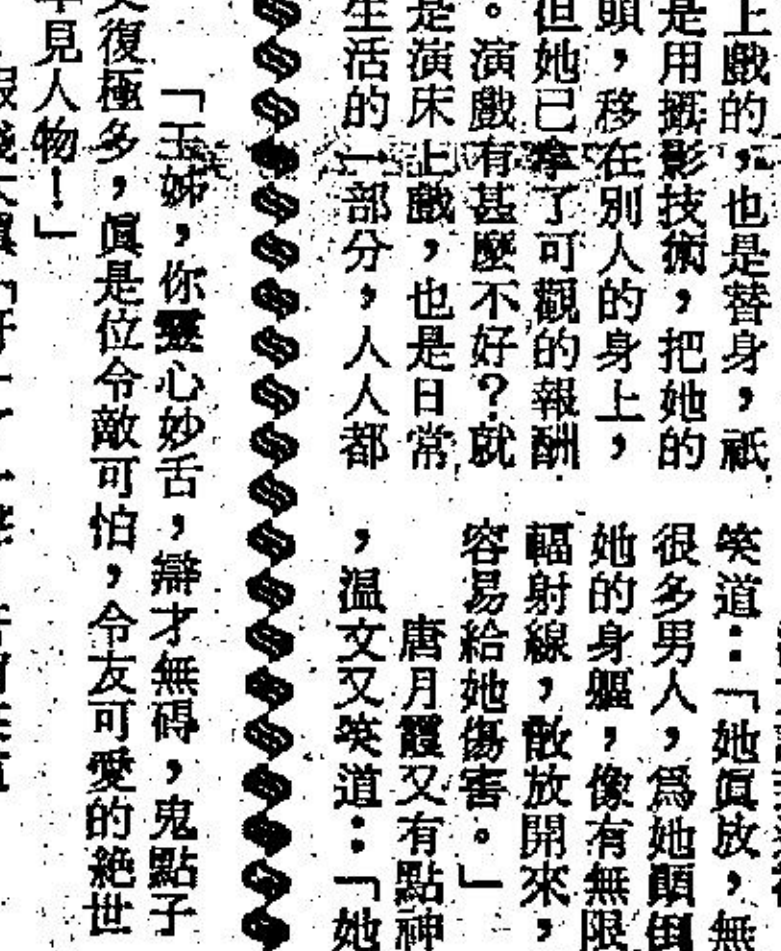 上戲的，也是替身，祇
是用攝影技術，把她的
頭，移在別人的身上，
但她已拿了可觀的報酬
。演戲有甚麼不好？就
是演床上戲，也是日常
生活的一部分，人人都
笑道：「她眞放，無
很多男人，爲她顚倒
她的身軀，像有無限
輻射線，散放開來，
容易給她傷害。」
唐月霞又有點神
，温文又笑道：「她
「玉姊，你靈心妙舌，辯才無碍，鬼點子
又復極多，眞是位令敵可怕，令友可愛的絕世
見人物！」